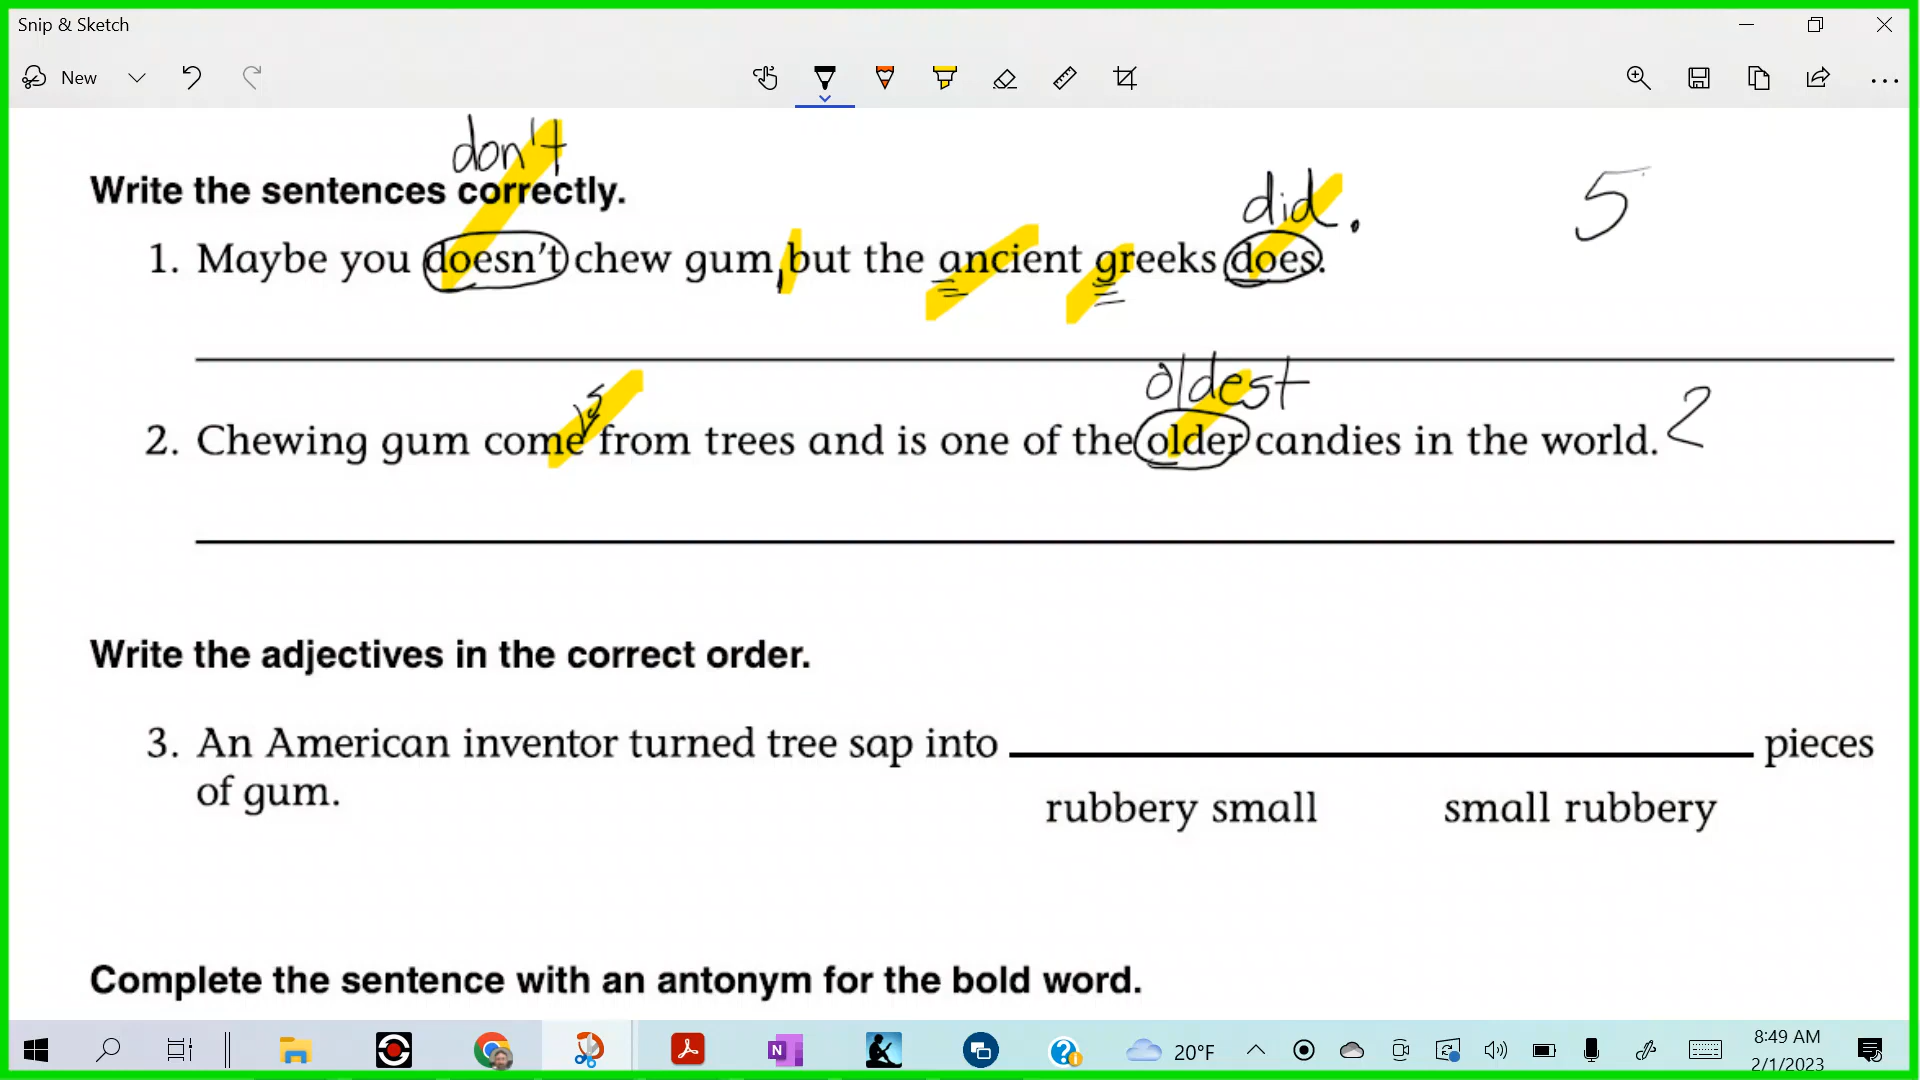 Snip & Sketch
New
don't
Write the sentences correctly.
did.
5
1. Maybe you doesn't chew gum, but the ancient greeks does.
oldest
s
2. Chewing gum come from trees and is one of the older candies in the world. 2
Write the adjectives in the correct order.
3. An American inventor turned tree sap into ____ pieces
of gum.
rubbery small small rubbery
Complete the sentence with an antonym for the bold word.
20°F
8:49 AM
2/1/2023